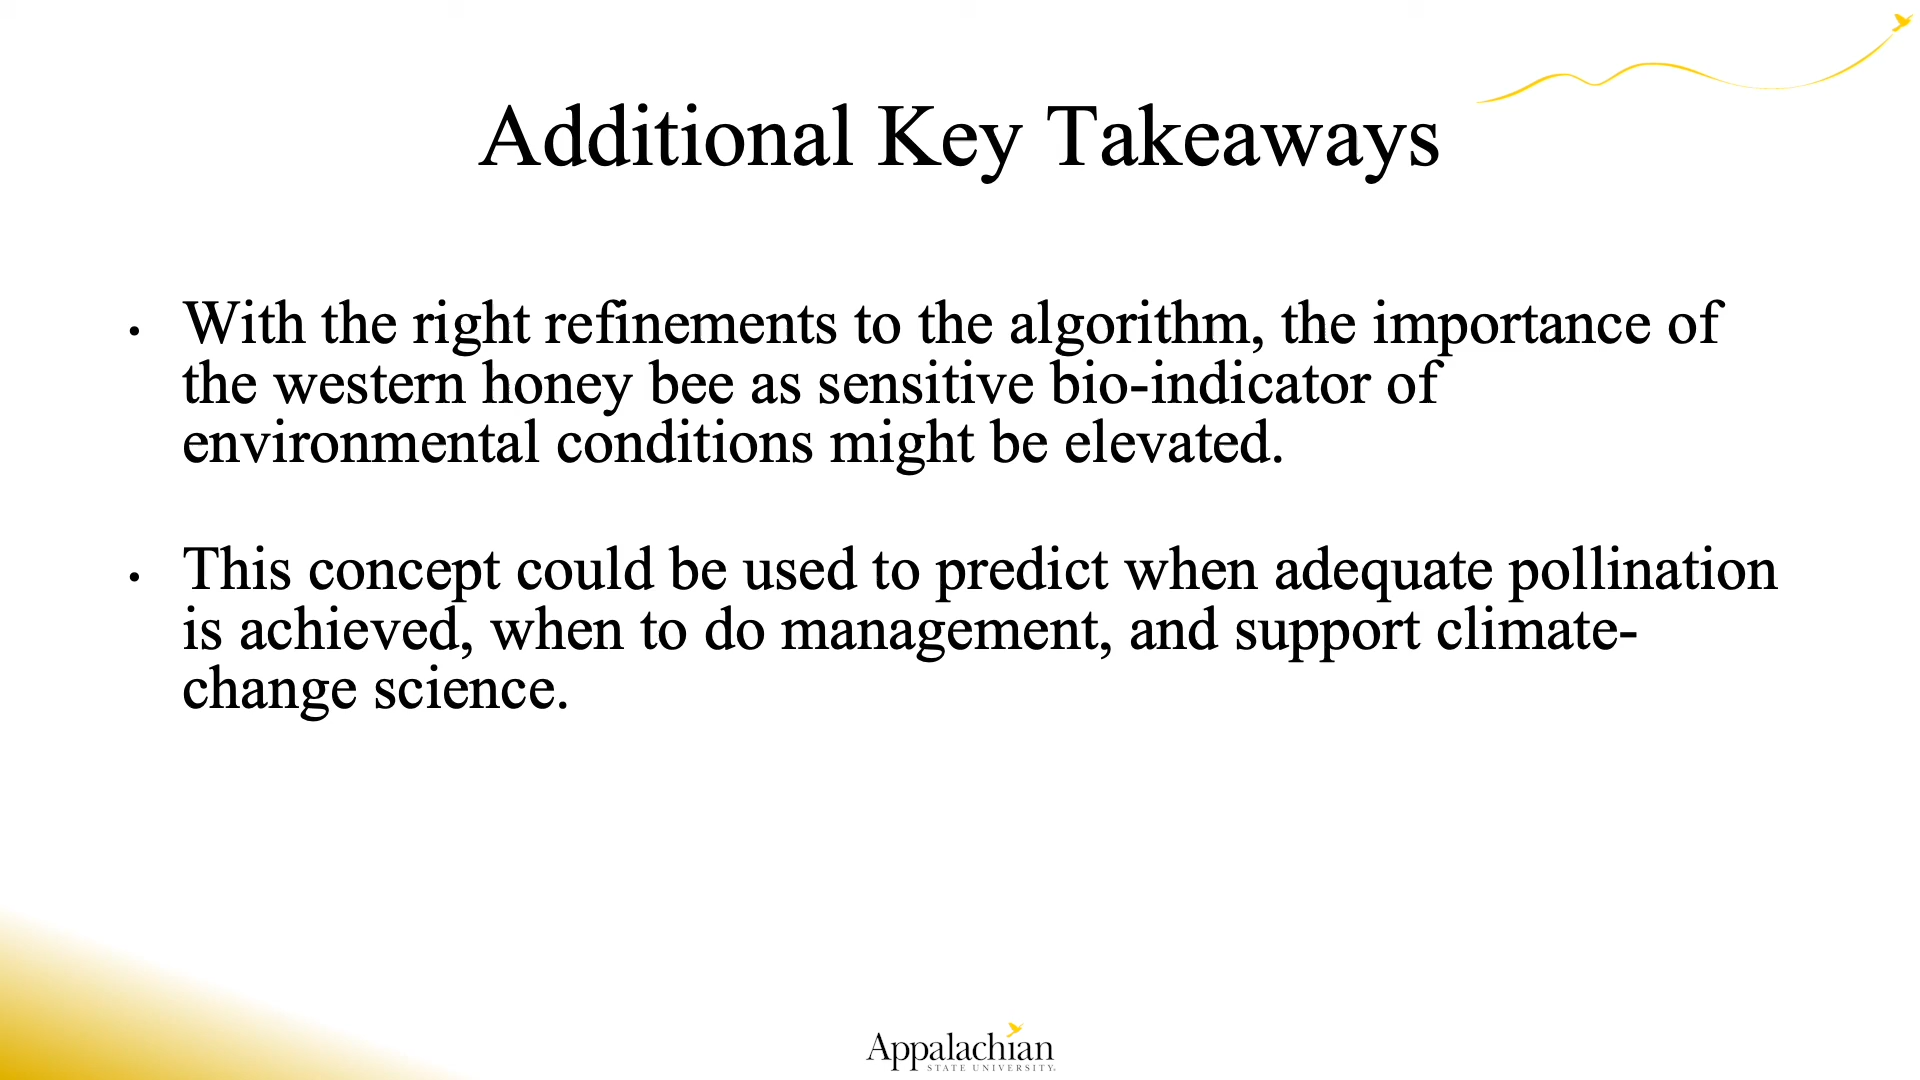 Additional Key Takeaways
• With the right refinements to the algorithm, the importance of
the western honey bee as sensitive bio-indicator of
environmental conditions might be elevated.
• This concept could be used to predict when adequate pollination
is achieved, when to do management, and support climate-
change science.
Appalachian
STATE UNIVERSITY.